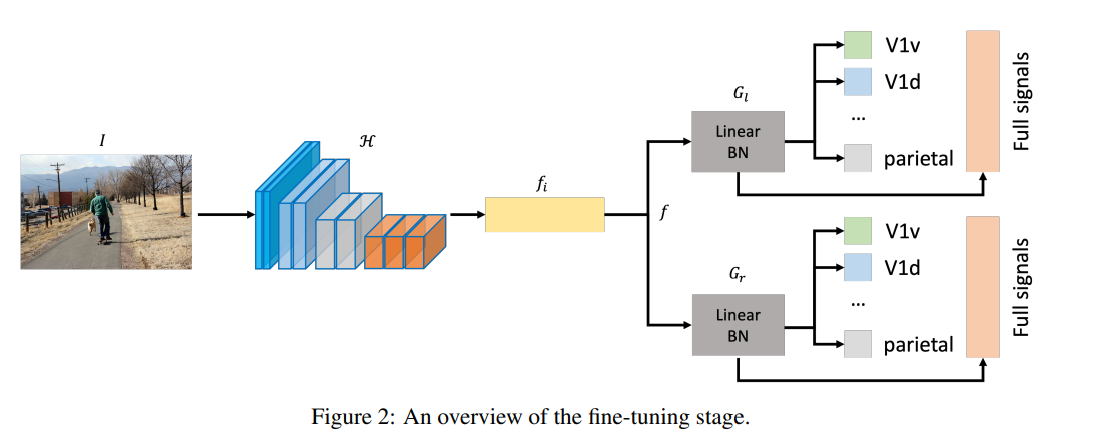 I
ℋ
f_i
f
G_l
Linear
BN
V1v
V1d
...
parietal
Full signals
G_r
Linear
BN
V1v
V1d
...
parietal
Full signals
Figure 2: An overview of the fine-tuning stage.